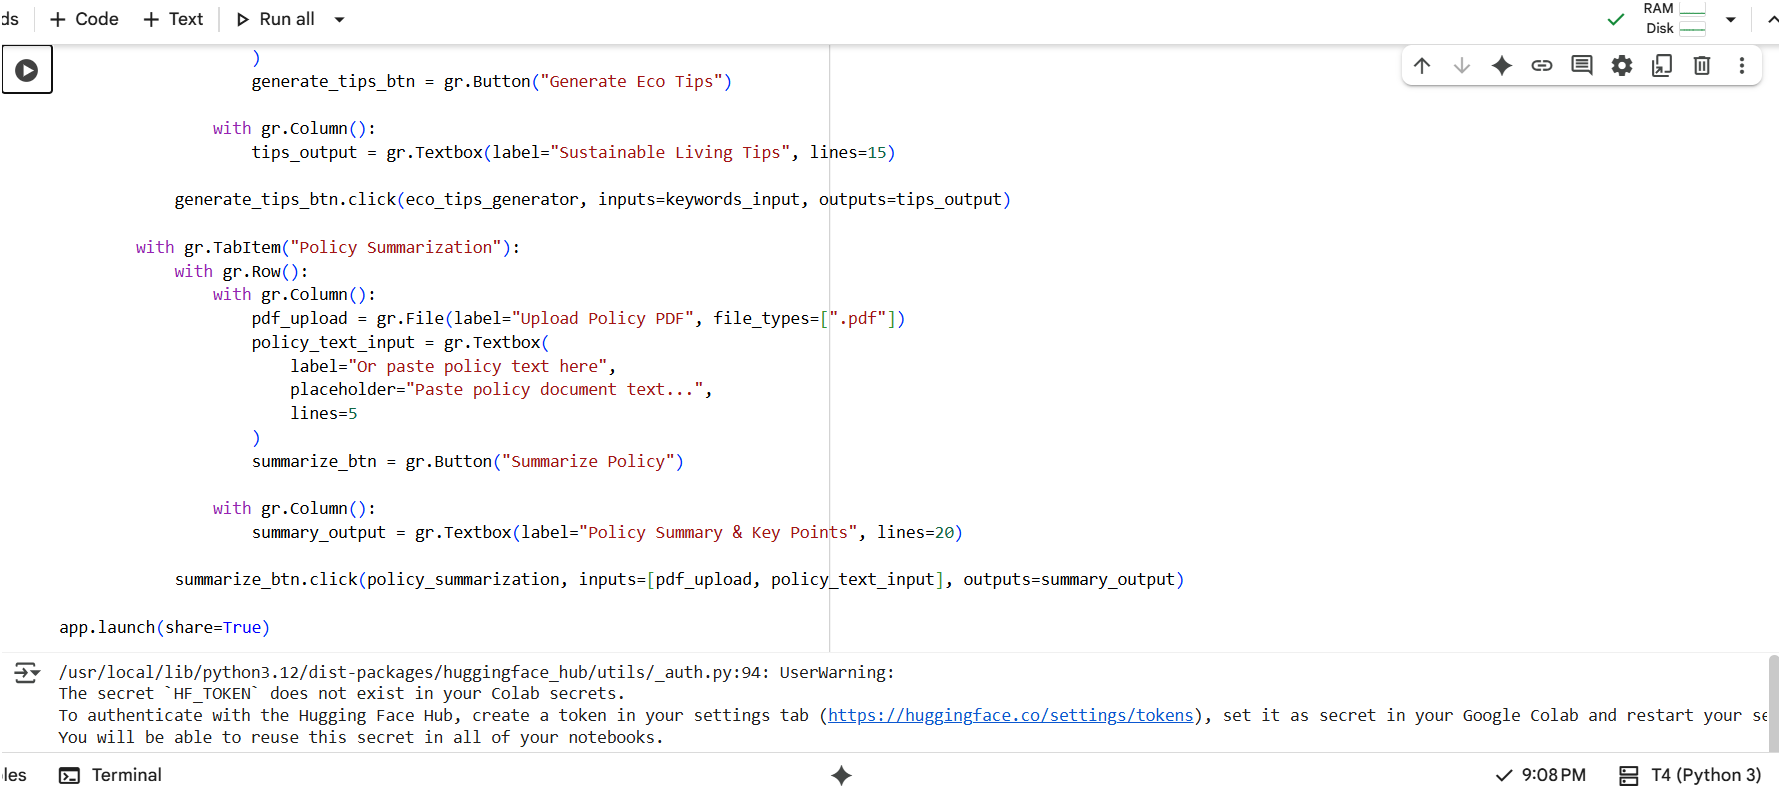 ds + Code + Text Run all RAM Disk
)
generate_tips_btn = gr.Button("Generate Eco Tips")
with gr.Column():
tips_output = gr.Textbox(label="Sustainable Living Tips", lines=15)
generate_tips_btn.click(eco_tips_generator, inputs=keywords_input, outputs=tips_output)
with gr.TabItem("Policy Summarization"):
with gr.Row():
with gr.Column():
pdf_upload = gr.File(label="Upload Policy PDF", file_types=[".pdf"])
policy_text_input = gr.Textbox(
label="Or paste policy text here",
placeholder="Paste policy document text...",
lines=5
)
summarize_btn = gr.Button("Summarize Policy")
with gr.Column():
summary_output = gr.Textbox(label="Policy Summary & Key Points", lines=20)
summarize_btn.click(policy_summarization, inputs=[pdf_upload, policy_text_input], outputs=summary_output)
app.launch(share=True)
/usr/local/lib/python3.12/dist-packages/huggingface_hub/utils/_auth.py:94: UserWarning:
The secret `HF_TOKEN` does not exist in your Colab secrets.
To authenticate with the Hugging Face Hub, create a token in your settings tab (https://huggingface.co/settings/tokens), set it as secret in your Google Colab and restart your se
You will be able to reuse this secret in all of your notebooks.
les Terminal 9:08 PM T4 (Python 3)